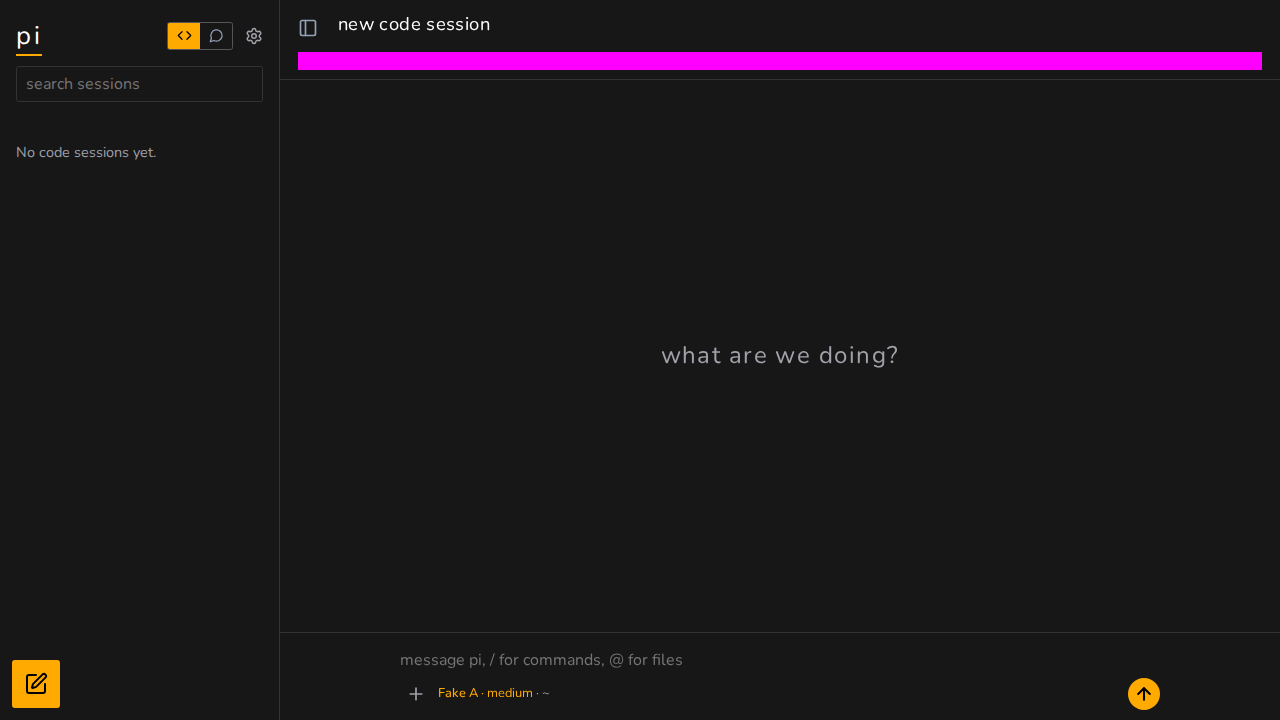 pi
search sessions
No code sessions yet.
new code session
what are we doing?
message pi, / for commands, @ for files
Fake A · medium · ~